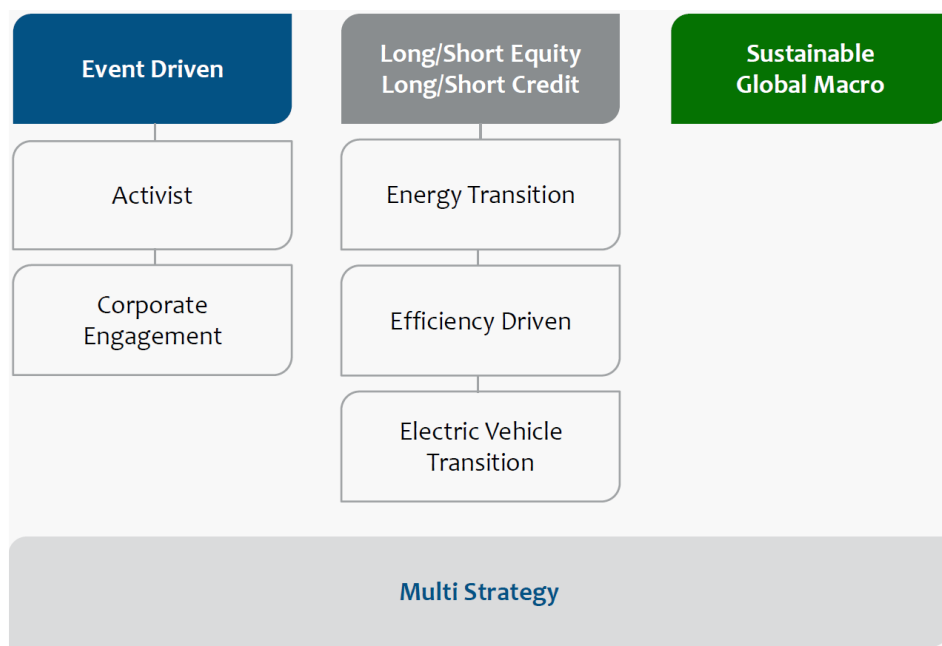 Event Driven
Activist
Corporate
Engagement
Long/Short Equity
Long/Short Credit
Energy Transition
Efficiency Driven
Electric Vehicle
Transition
Sustainable
Global Macro
Multi Strategy